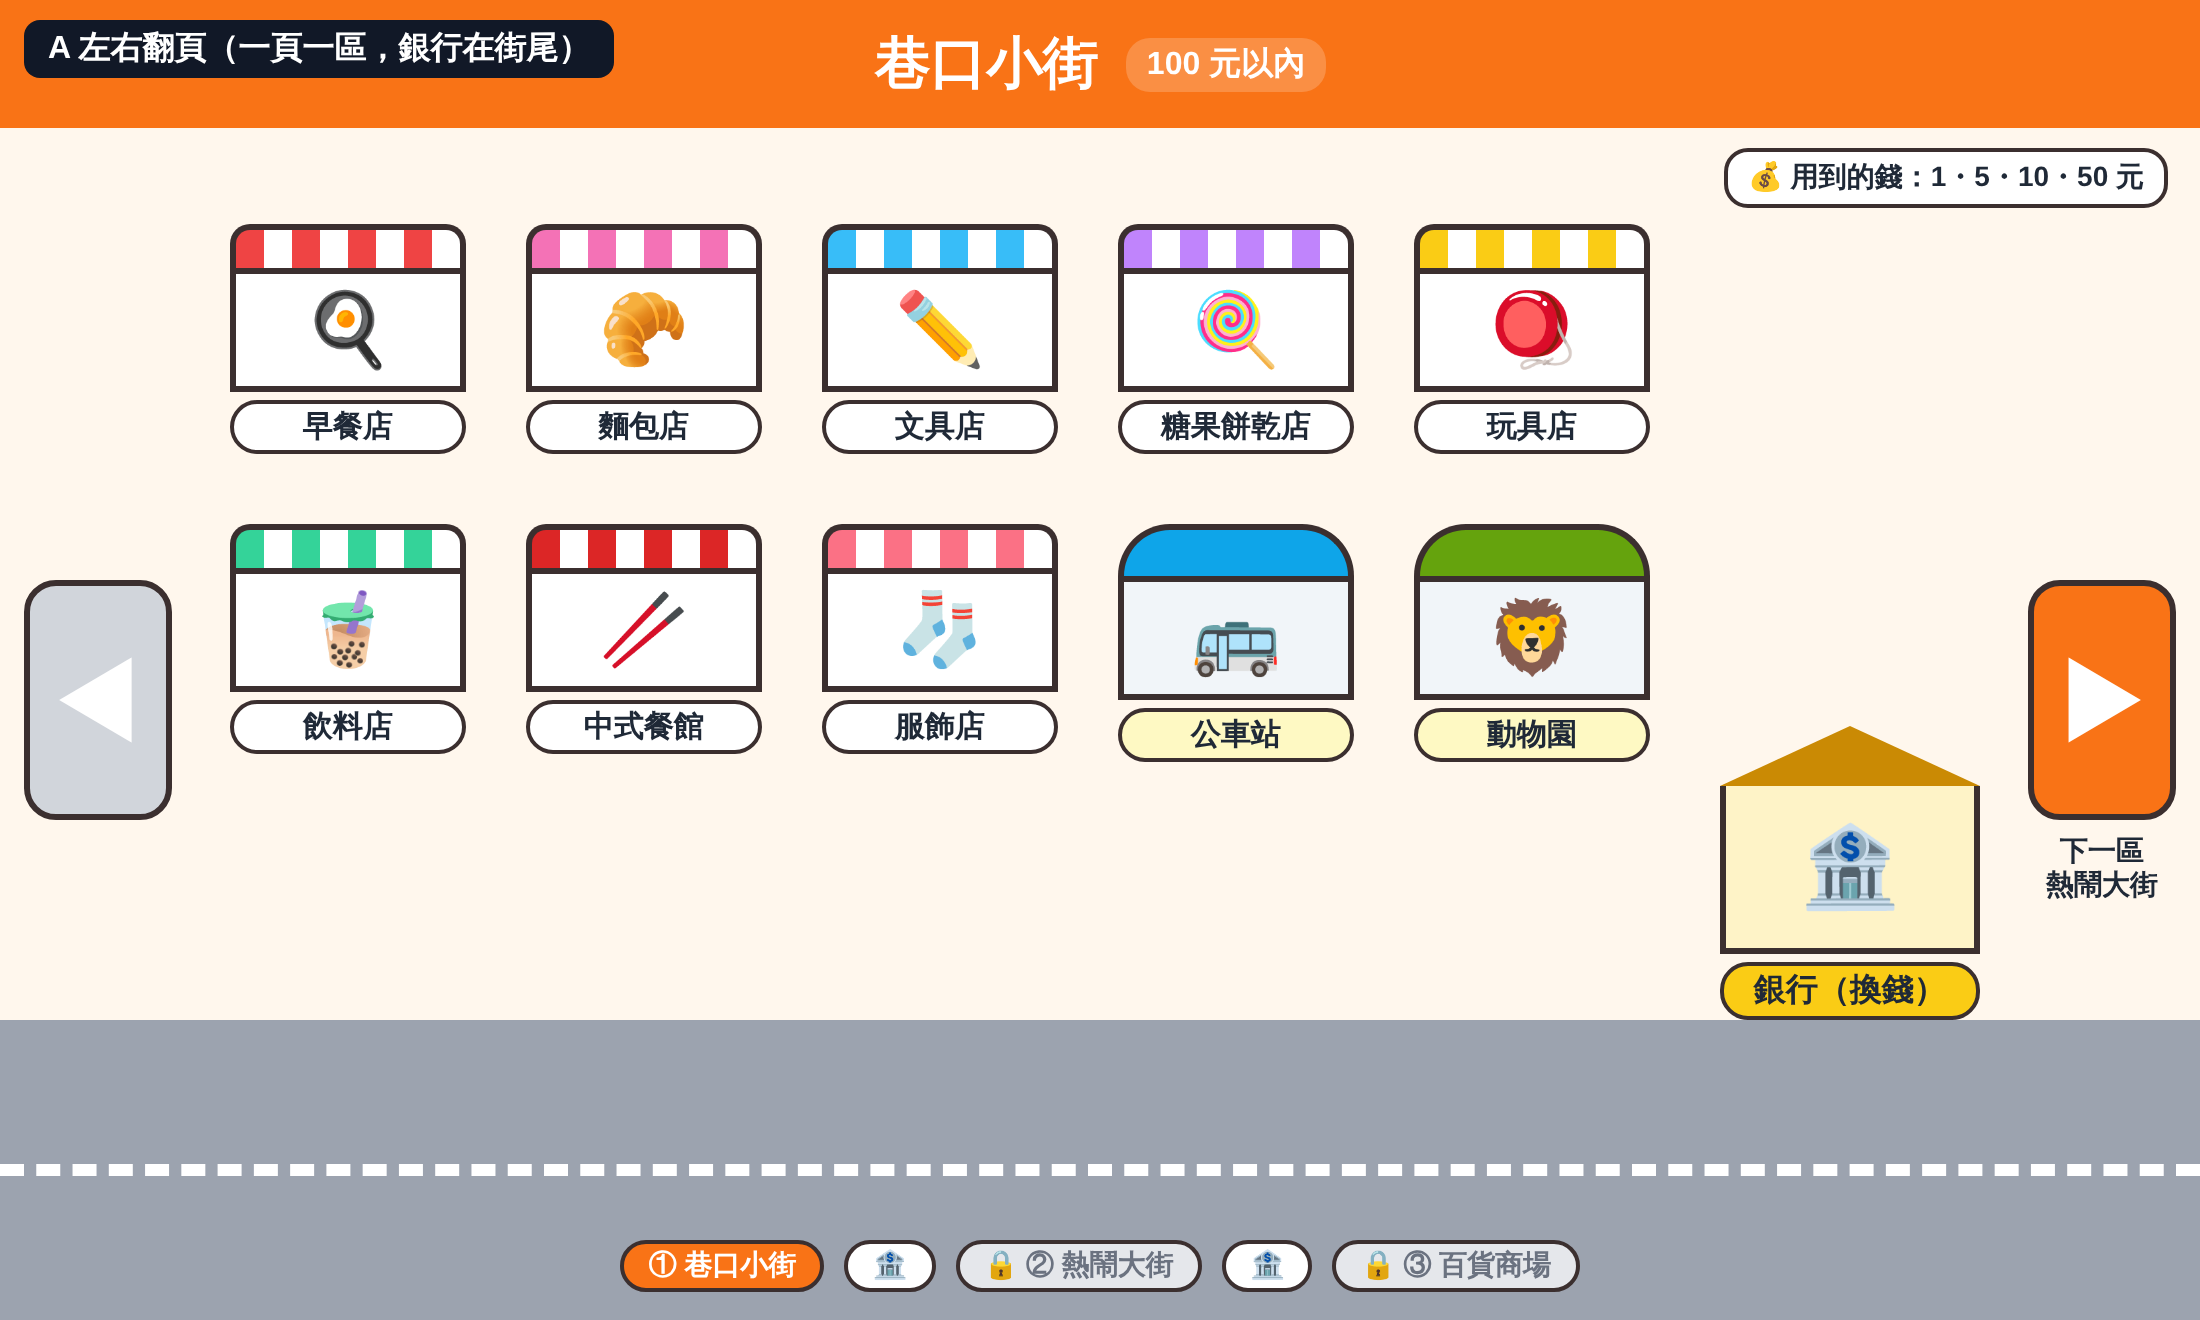 A 左右翻頁（一頁一區，銀行在街尾）
巷口小街
100 元以內
用到的錢：1・5・10・50 元
早餐店
麵包店
文具店
糖果餅乾店
玩具店
飲料店
中式餐館
服飾店
公車站
動物園
下一區
熱鬧大街
銀行（換錢）
① 巷口小街
② 熱鬧大街
③ 百貨商場